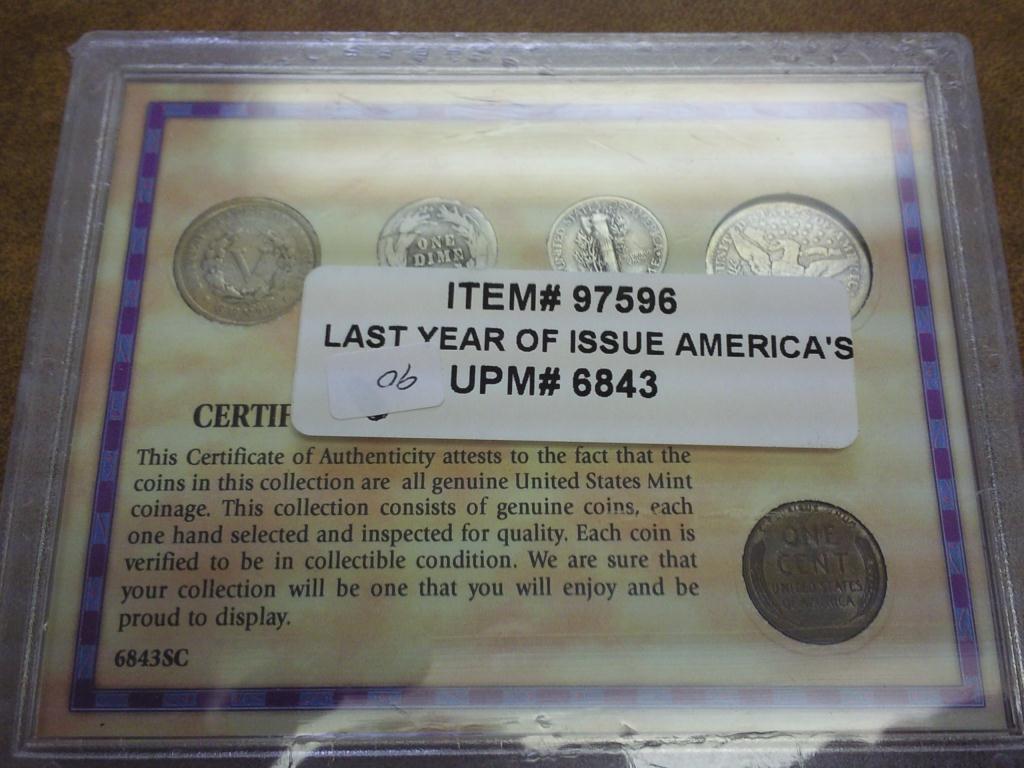 V
ONE
DIME
ITEM# 97596
LAST YEAR OF ISSUE AMERICA'S
UPM# 6843
06
CERTIF
This Certificate of Authenticity attests to the fact that the
coins in this collection are all genuine United States Mint
coinage. This collection consists of genuine coins, each
one hand selected and inspected for quality. Each coin is
verified to be in collectible condition. We are sure that
your collection will be one that you will enjoy and be
proud to display.
6843SC
ONE
CENT
UNITED STATES
OF AMERICA